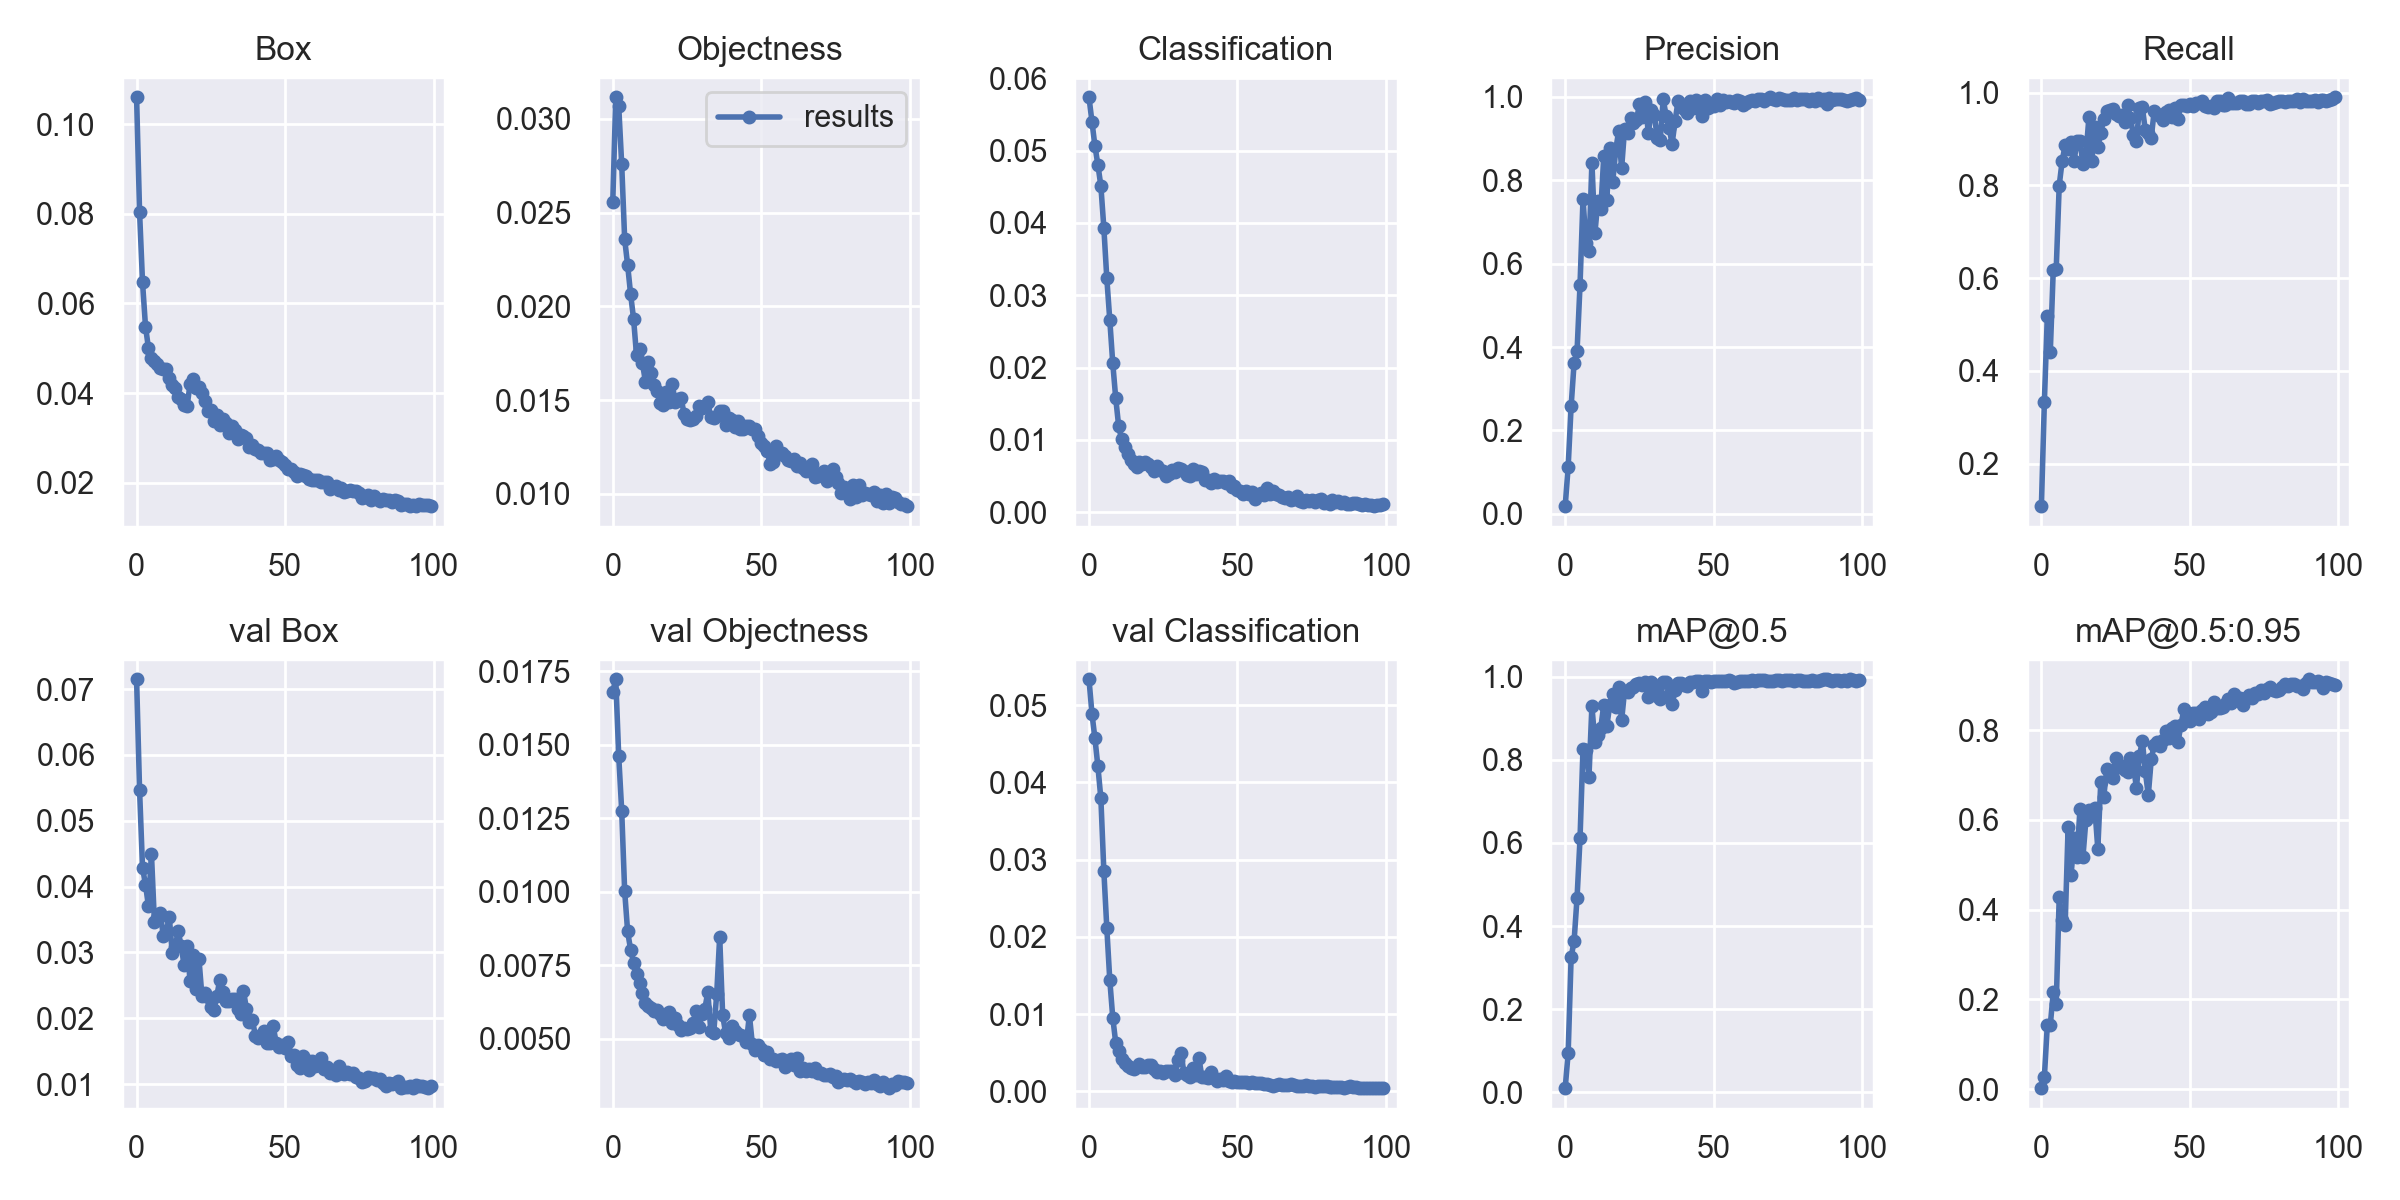 Box
0.10
0.08
0.06
0.04
0.02
0 50 100
Objectness
results
0.030
0.025
0.020
0.015
0.010
0 50 100
Classification
0.06
0.05
0.04
0.03
0.02
0.01
0.00
0 50 100
Precision
1.0
0.8
0.6
0.4
0.2
0.0
0 50 100
Recall
1.0
0.8
0.6
0.4
0.2
0 50 100
val Box
0.07
0.06
0.05
0.04
0.03
0.02
0.01
0 50 100
val Objectness
0.0175
0.0150
0.0125
0.0100
0.0075
0.0050
0 50 100
val Classification
0.05
0.04
0.03
0.02
0.01
0.00
0 50 100
mAP@0.5
1.0
0.8
0.6
0.4
0.2
0.0
0 50 100
mAP@0.5:0.95
0.8
0.6
0.4
0.2
0.0
0 50 100